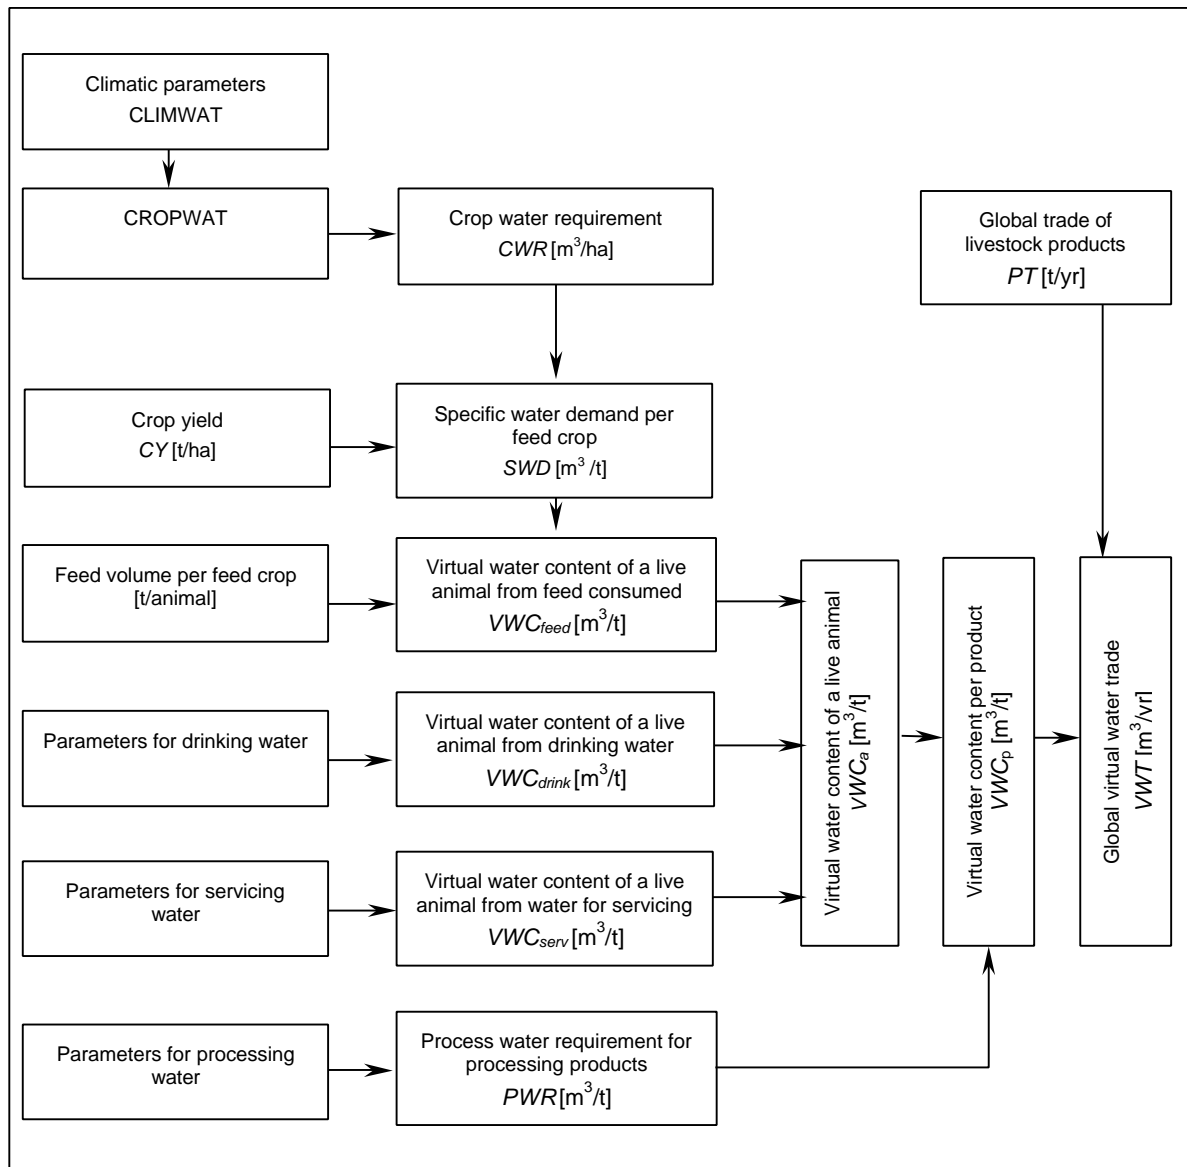 Climatic parameters
CLIMWAT
CROPWAT
Crop water requirement
CWR [m³/ha]
Global trade of
livestock products
PT [t/yr]
Crop yield
CY [t/ha]
Specific water demand per
feed crop
SWD [m³ /t]
Feed volume per feed crop
[t/animal]
Virtual water content of a live
animal from feed consumed
VWCfeed [m³/t]
Parameters for drinking water
Virtual water content of a live
animal from drinking water
VWCdrink [m³/t]
Parameters for servicing
water
Virtual water content of a live
animal from water for servicing
VWCserv [m³/t]
Parameters for processing
water
Process water requirement for
processing products
PWR [m³/t]
Virtual water content of a live animal
VWCa [m³/t]
Virtual water content per product
VWCp [m³/t]
Global virtual water trade
VWT [m³/vr]